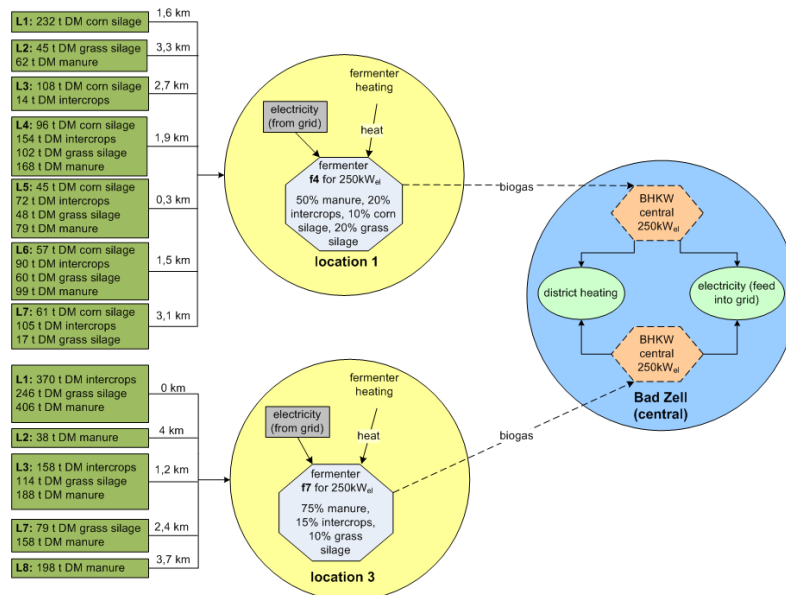 L1: 232 t DM corn silage
1,6 km
L2: 45 t DM grass silage
62 t DM manure
3,3 km
L3: 108 t DM corn silage
14 t DM intercrops
2,7 km
L4: 96 t DM corn silage
154 t DM intercrops
102 t DM grass silage
168 t DM manure
1,9 km
L5: 45 t DM corn silage
72 t DM intercrops
48 t DM grass silage
79 t DM manure
0,3 km
L6: 57 t DM corn silage
90 t DM intercrops
60 t DM grass silage
99 t DM manure
1,5 km
L7: 61 t DM corn silage
105 t DM intercrops
17 t DM grass silage
3,1 km
fermenter
heating
electricity
(from grid)
heat
fermenter
f4 for 250kWel
50% manure, 20%
intercrops, 10% corn
silage, 20% grass
silage
location 1
biogas
BHKW
central
250kWel
district heating
electricity (feed
into grid)
BHKW
central
250kWel
Bad Zell
(central)
L1: 370 t DM intercrops
246 t DM grass silage
406 t DM manure
0 km
L2: 38 t DM manure
4 km
L3: 158 t DM intercrops
114 t DM grass silage
188 t DM manure
1,2 km
L7: 79 t DM grass silage
158 t DM manure
2,4 km
L8: 198 t DM manure
3,7 km
fermenter
heating
electricity
(from grid)
heat
fermenter
f7 for 250kWel
75% manure,
15% intercrops,
10% grass
silage
location 3
biogas